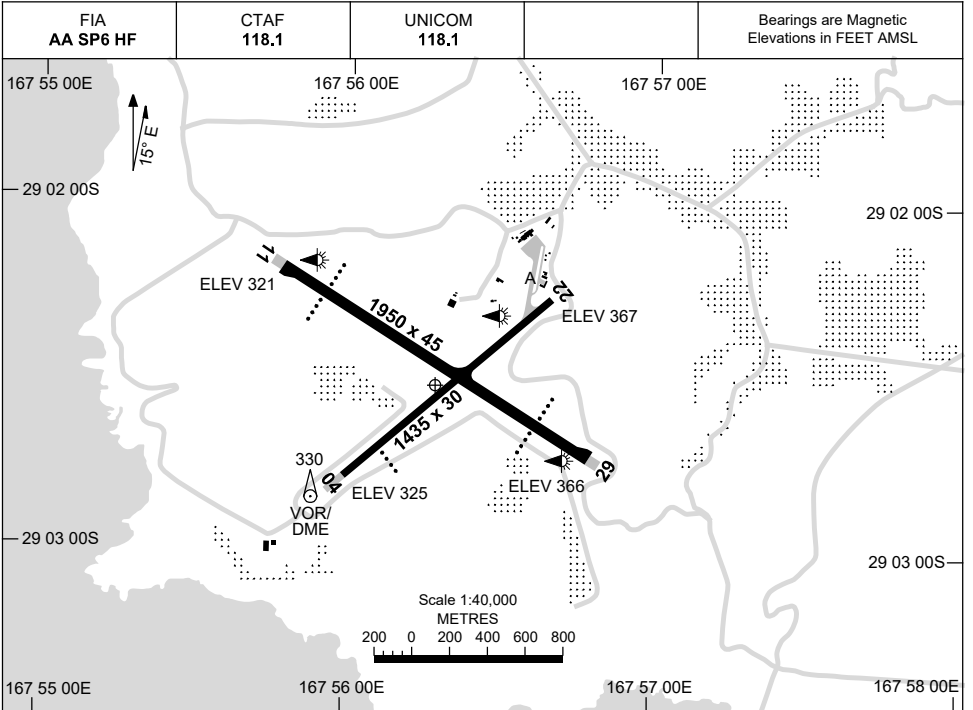 FIA
AA SP6 HF
CTAF
118.1
UNICOM
118.1
Bearings are Magnetic
Elevations in FEET AMSL
167 55 00E
167 56 00E
167 57 00E
15° E
29 02 00S
29 02 00S
11
ELEV 321
A
22
ELEV 367
1950 x 45
1435 x 30
330
04
ELEV 325
VOR/
DME
ELEV 366
29
29 03 00S
29 03 00S
Scale 1:40,000
METRES
200 0 200 400 600 800
167 55 00E
167 56 00E
167 57 00E
167 58 00E